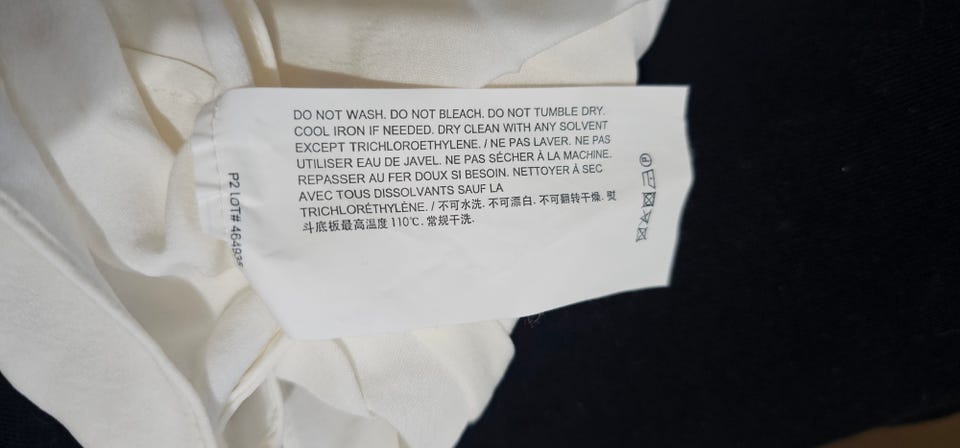 DO NOT WASH. DO NOT BLEACH. DO NOT TUMBLE DRY.
COOL IRON IF NEEDED. DRY CLEAN WITH ANY SOLVENT
EXCEPT TRICHLOROETHYLENE. / NE PAS LAVER. NE PAS
UTILISER EAU DE JAVEL. NE PAS SÉCHER À LA MACHINE.
REPASSER AU FER DOUX SI BESOIN. NETTOYER À SEC
AVEC TOUS DISSOLVANTS SAUF LA
TRICHLORÉTHYLÈNE. / 不可水洗. 不可漂白. 不可翻转干燥. 熨
斗底板最高温度 110℃. 常规干洗.
P2 LOT#